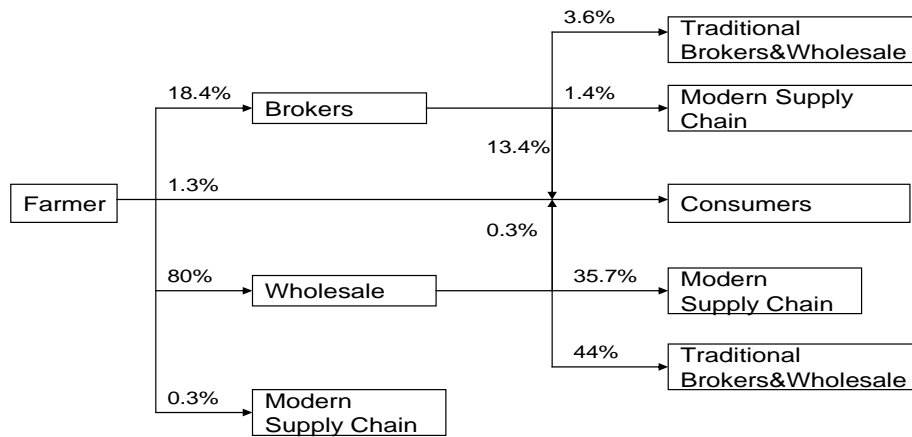 3.6%
Traditional
Brokers&Wholesale
18.4%
Brokers
1.4%
Modern Supply
Chain
13.4%
Farmer
1.3%
Consumers
0.3%
80%
Wholesale
35.7%
Modern
Supply Chain
44%
Traditional
Brokers&Wholesale
0.3%
Modern
Supply Chain